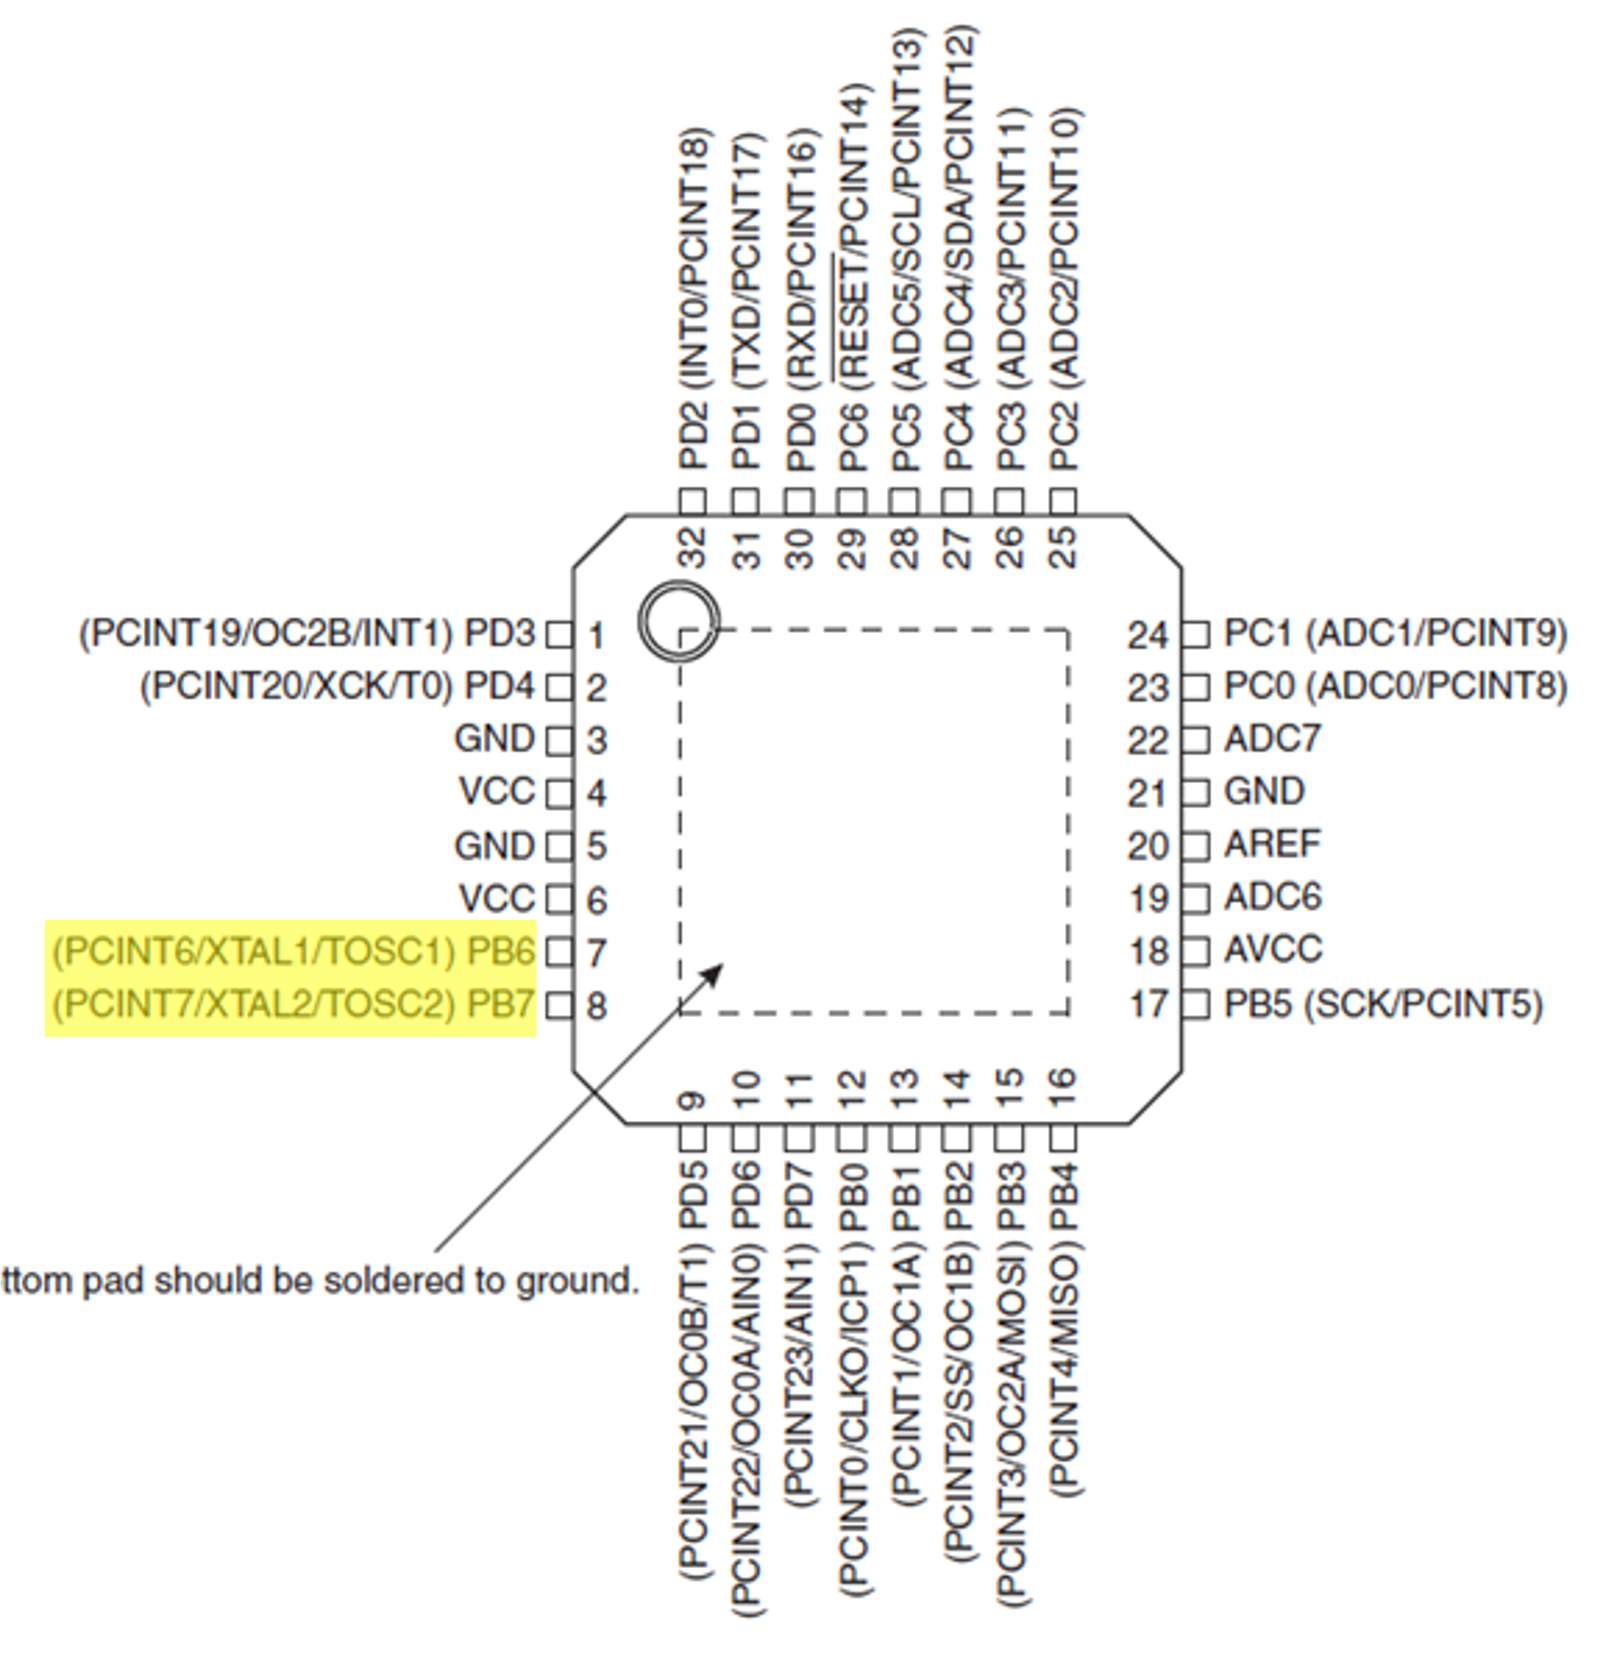 PD2 (INT0/PCINT18)
PD1 (TXD/PCINT17)
PD0 (RXD/PCINT16)
PC6 (RESET/PCINT14)
PC5 (ADC5/SCL/PCINT13)
PC4 (ADC4/SDA/PCINT12)
PC3 (ADC3/PCINT11)
PC2 (ADC2/PCINT10)
32
31
30
29
28
27
26
25
(PCINT19/OC2B/INT1) PD3 1
(PCINT20/XCK/T0) PD4 2
GND 3
VCC 4
GND 5
VCC 6
(PCINT6/XTAL1/TOSC1) PB6 7
(PCINT7/XTAL2/TOSC2) PB7 8
24 PC1 (ADC1/PCINT9)
23 PC0 (ADC0/PCINT8)
22 ADC7
21 GND
20 AREF
19 ADC6
18 AVCC
17 PB5 (SCK/PCINT5)
9
10
11
12
13
14
15
16
(PCINT21/OC0B/T1) PD5
(PCINT22/OC0A/AIN0) PD6
(PCINT23/AIN1) PD7
(PCINT0/CLKO/ICP1) PB0
(PCINT1/OC1A) PB1
(PCINT2/SS/OC1B) PB2
(PCINT3/OC2A/MOSI) PB3
(PCINT4/MISO) PB4
ttom pad should be soldered to ground.